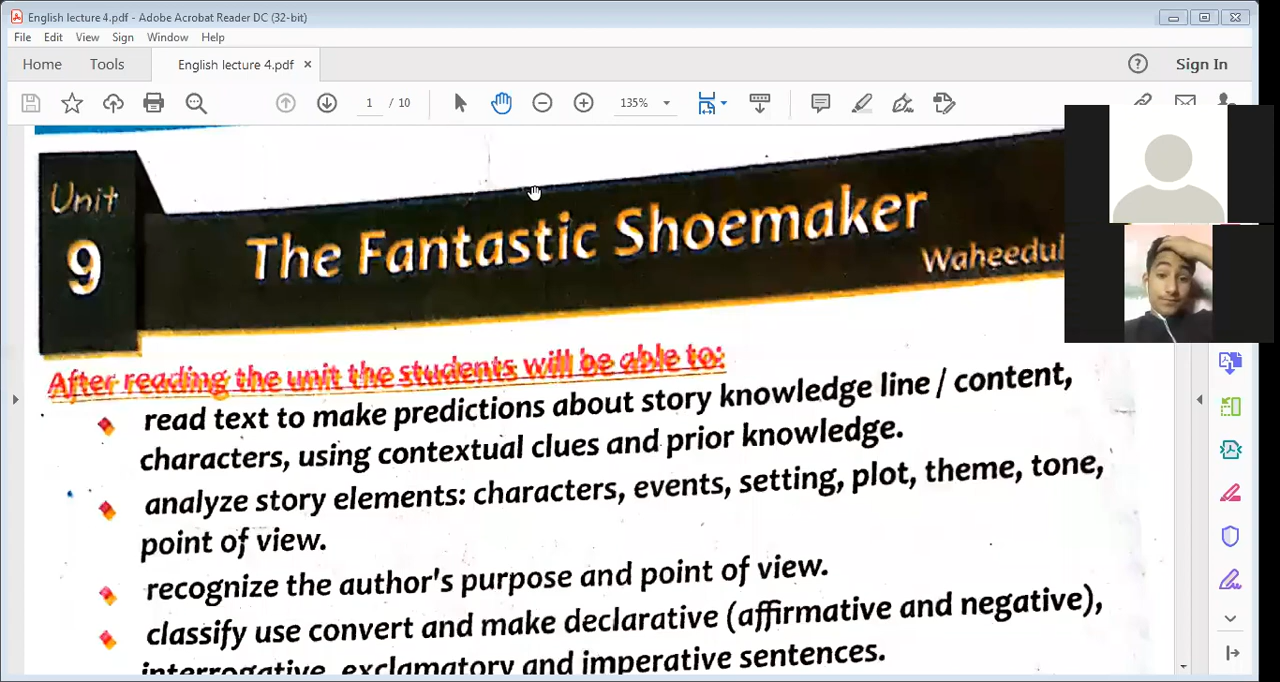 English lecture 4.pdf - Adobe Acrobat Reader DC (32-bit)
File Edit View Sign Window Help
Home Tools English lecture 4.pdf × Sign In
1 / 10 135%
Unit
9
The Fantastic Shoemaker
Waheedul
After reading the unit the students will be able to:
read text to make predictions about story knowledge line / content,
characters, using contextual clues and prior knowledge.
analyze story elements: characters, events, setting, plot, theme, tone,
point of view.
recognize the author's purpose and point of view.
classify use convert and make declarative (affirmative and negative),
interrogative, exclamatory and imperative sentences.